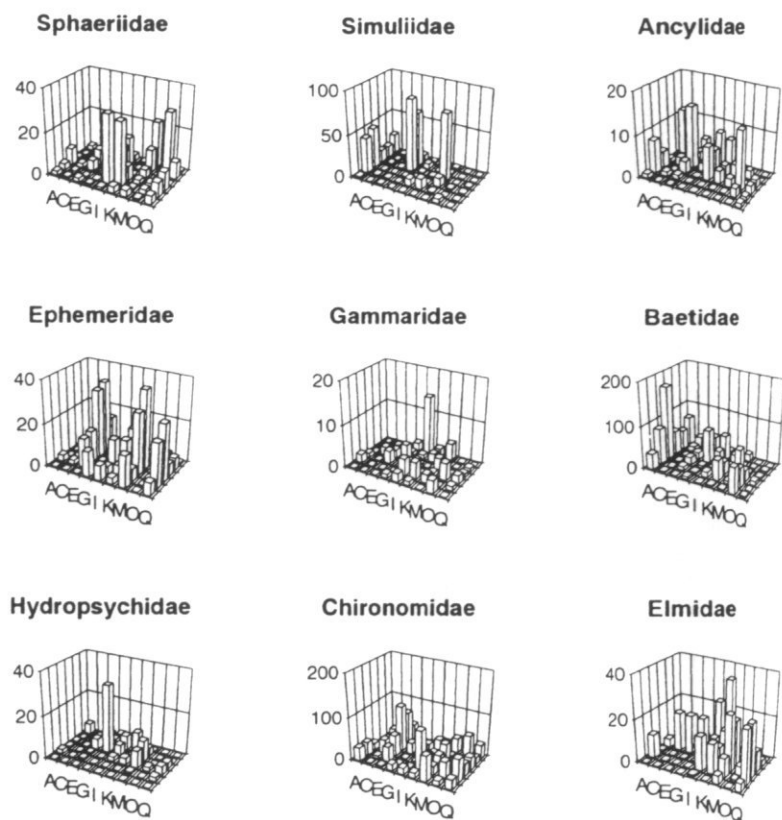 Sphaeriidae Simuliidae Ancylidae
40 100 20
20 50 10
0 0 0
ACEGIKMOQ ACEGIKMOQ ACEGIKMOQ
Ephemeridae Gammaridae Baetidae
40 20 200
20 10 100
0 0 0
ACEGIKMOQ ACEGIKMOQ ACEGIKMOQ
Hydropsychidae Chironomidae Elmidae
40 200 40
20 100 20
0 0 0
ACEGIKMOQ ACEGIKMOQ ACEGIKMOQ